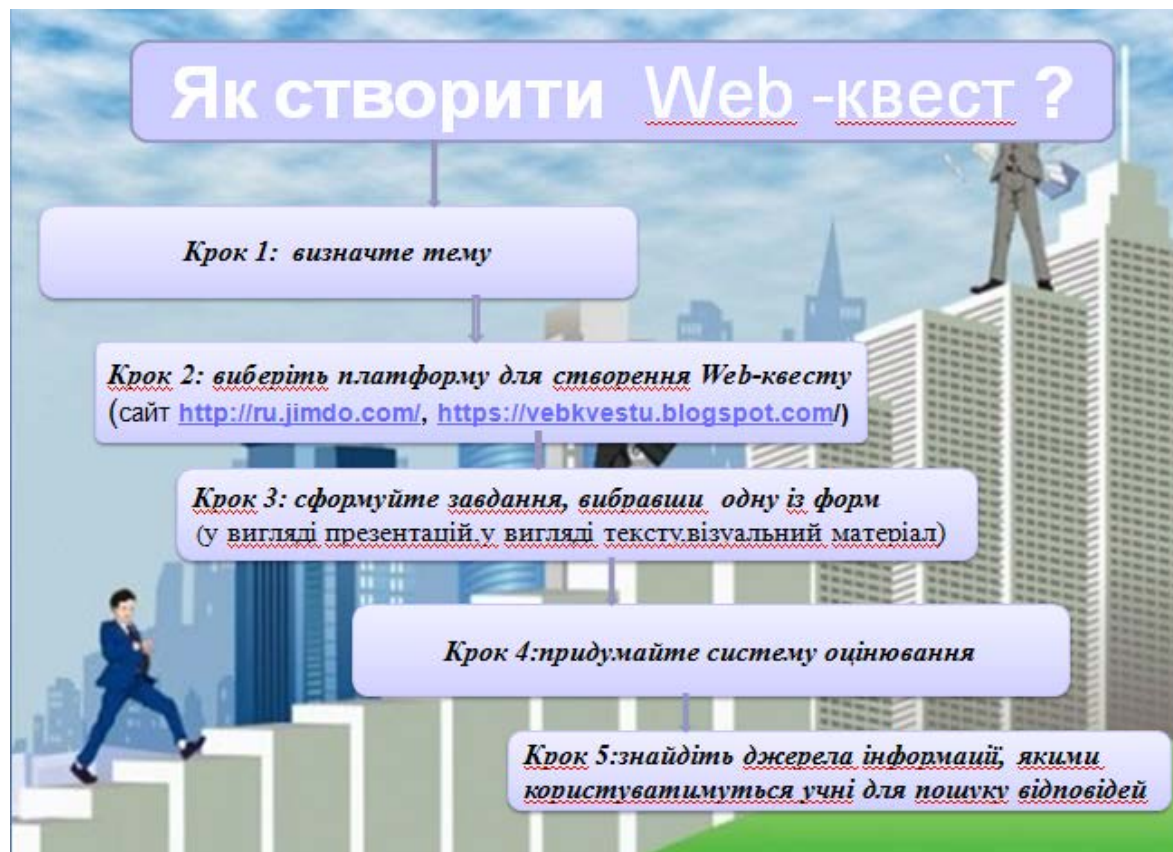 Як створити Web -квест ?
Крок 1: визначте тему
Крок 2: виберіть платформу для створення Web-квесту
(сайт http://ru.jimdo.com/, https://vebkvestu.blogspot.com/)
Крок 3: сформуйте завдання, вибравши одну із форм
(у вигляді презентацій,у вигляді тексту,візуальний матеріал)
Крок 4:придумайте систему оцінювання
Крок 5:знайдіть джерела інформації, якими
користуватимуться учні для пошуку відповідей